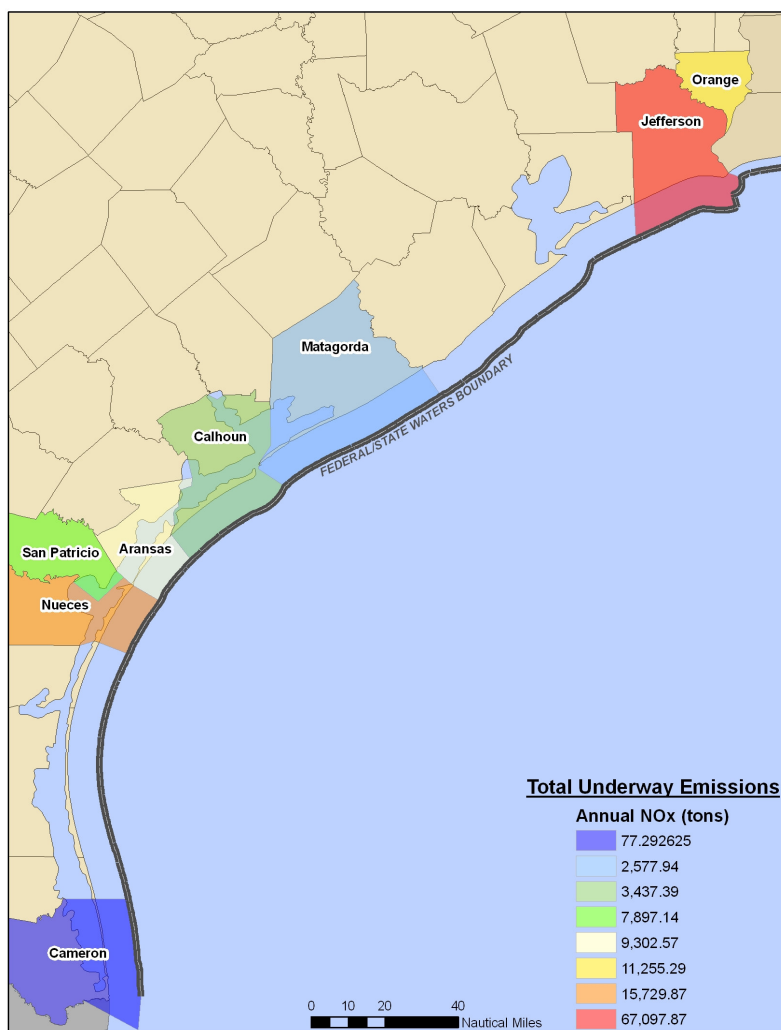 Orange
Jefferson
Matagorda
FEDERAL/STATE WATERS BOUNDARY
Calhoun
San Patricio
Aransas
Nueces
Cameron
Total Underway Emissions
Annual NOx (tons)
77.292625
2,577.94
3,437.39
7,897.14
9,302.57
11,255.29
15,729.87
67,097.87
0 20 40
Nautical Miles